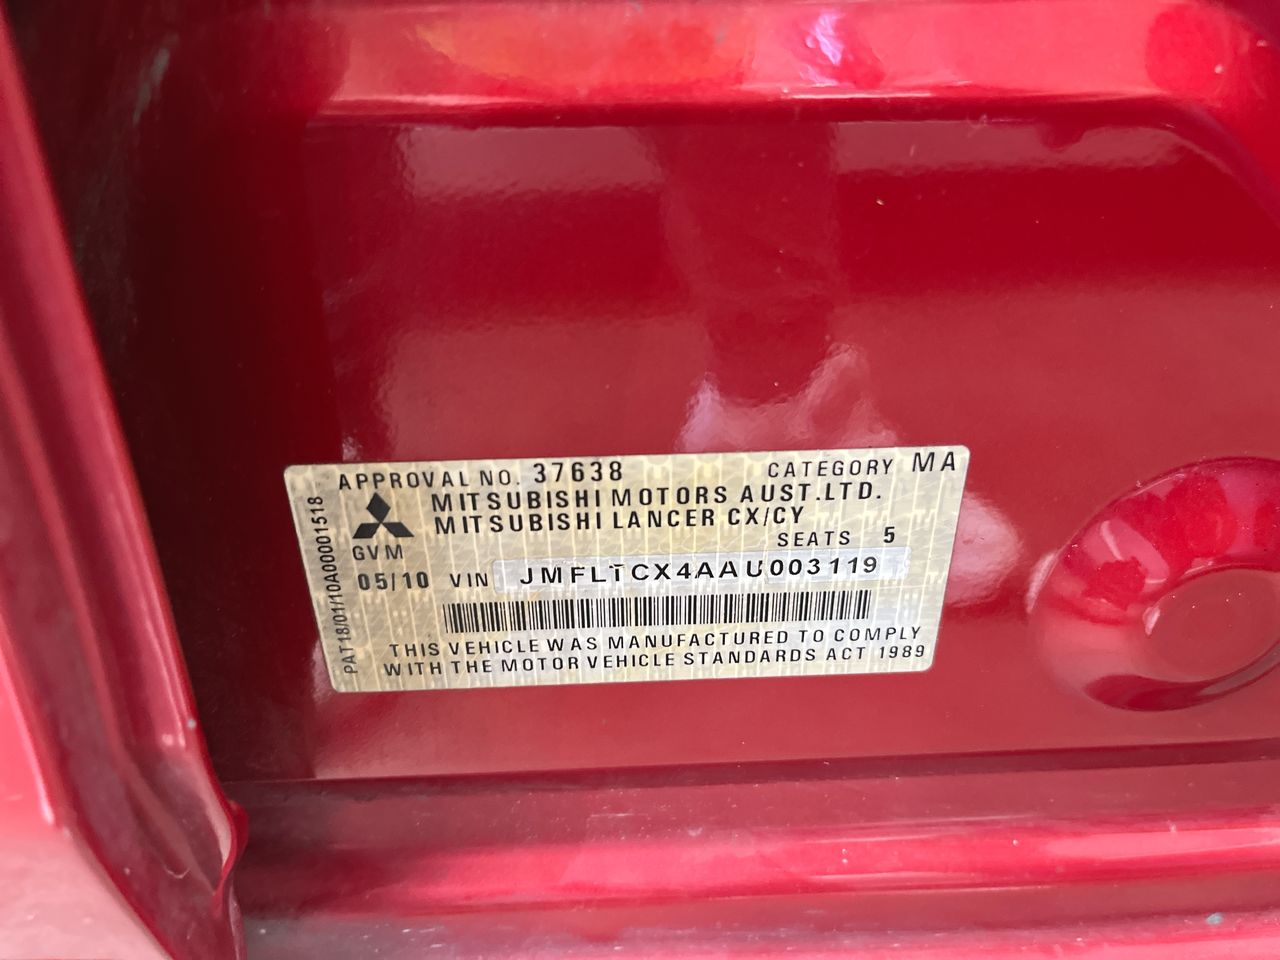 APPROVAL NO. 37638 CATEGORY MA
MITSUBISHI MOTORS AUST.LTD.
MITSUBISHI LANCER CX/CY
GVM SEATS 5
05/10 VIN JMFLTCX4AAU003119
THIS VEHICLE WAS MANUFACTURED TO COMPLY
WITH THE MOTOR VEHICLE STANDARDS ACT 1989
PAT18/01/10A00001518